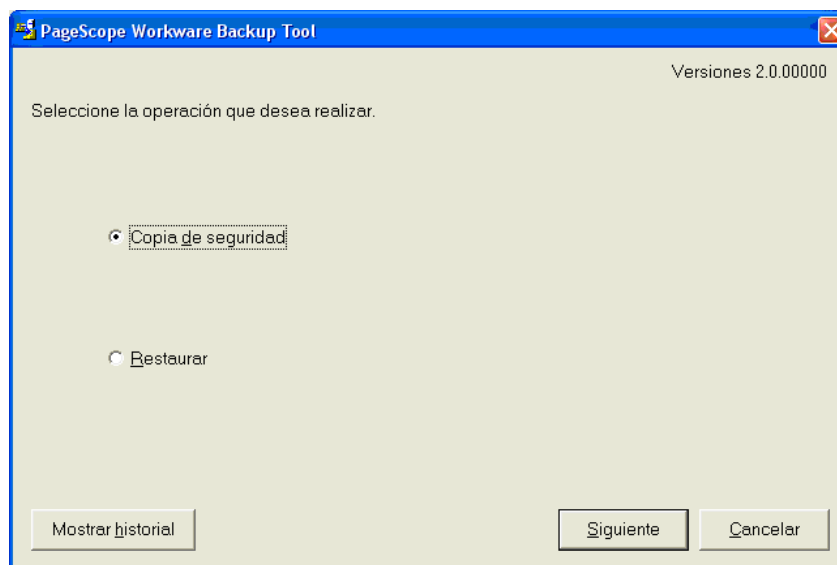 PageScope Workware Backup Tool
Versiones 2.0.00000
Seleccione la operación que desea realizar.
Copia de seguridad
Restaurar
Mostrar historial
Siguiente
Cancelar